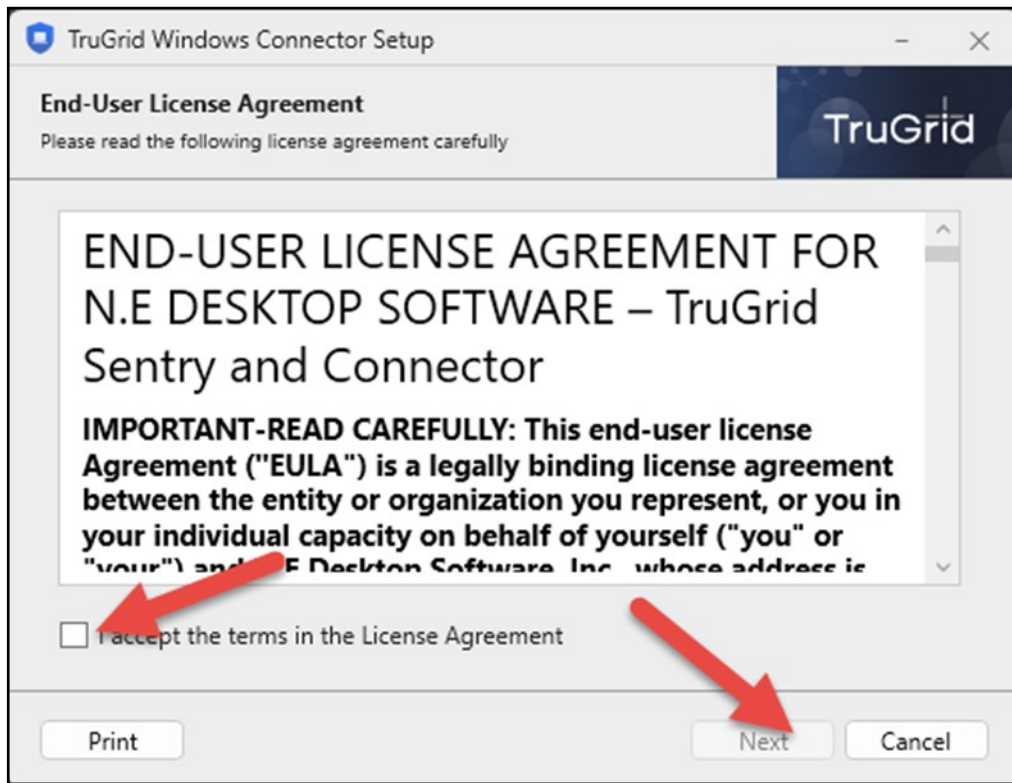 TruGrid Windows Connector Setup
End-User License Agreement
Please read the following license agreement carefully
TruGrid
END-USER LICENSE AGREEMENT FOR
N.E DESKTOP SOFTWARE – TruGrid
Sentry and Connector
IMPORTANT-READ CAREFULLY: This end-user license
Agreement ("EULA") is a legally binding license agreement
between the entity or organization you represent, or you in
your individual capacity on behalf of yourself ("you" or
"your") and E Desktop Software, Inc., whose address is
I accept the terms in the License Agreement
Print
Next
Cancel